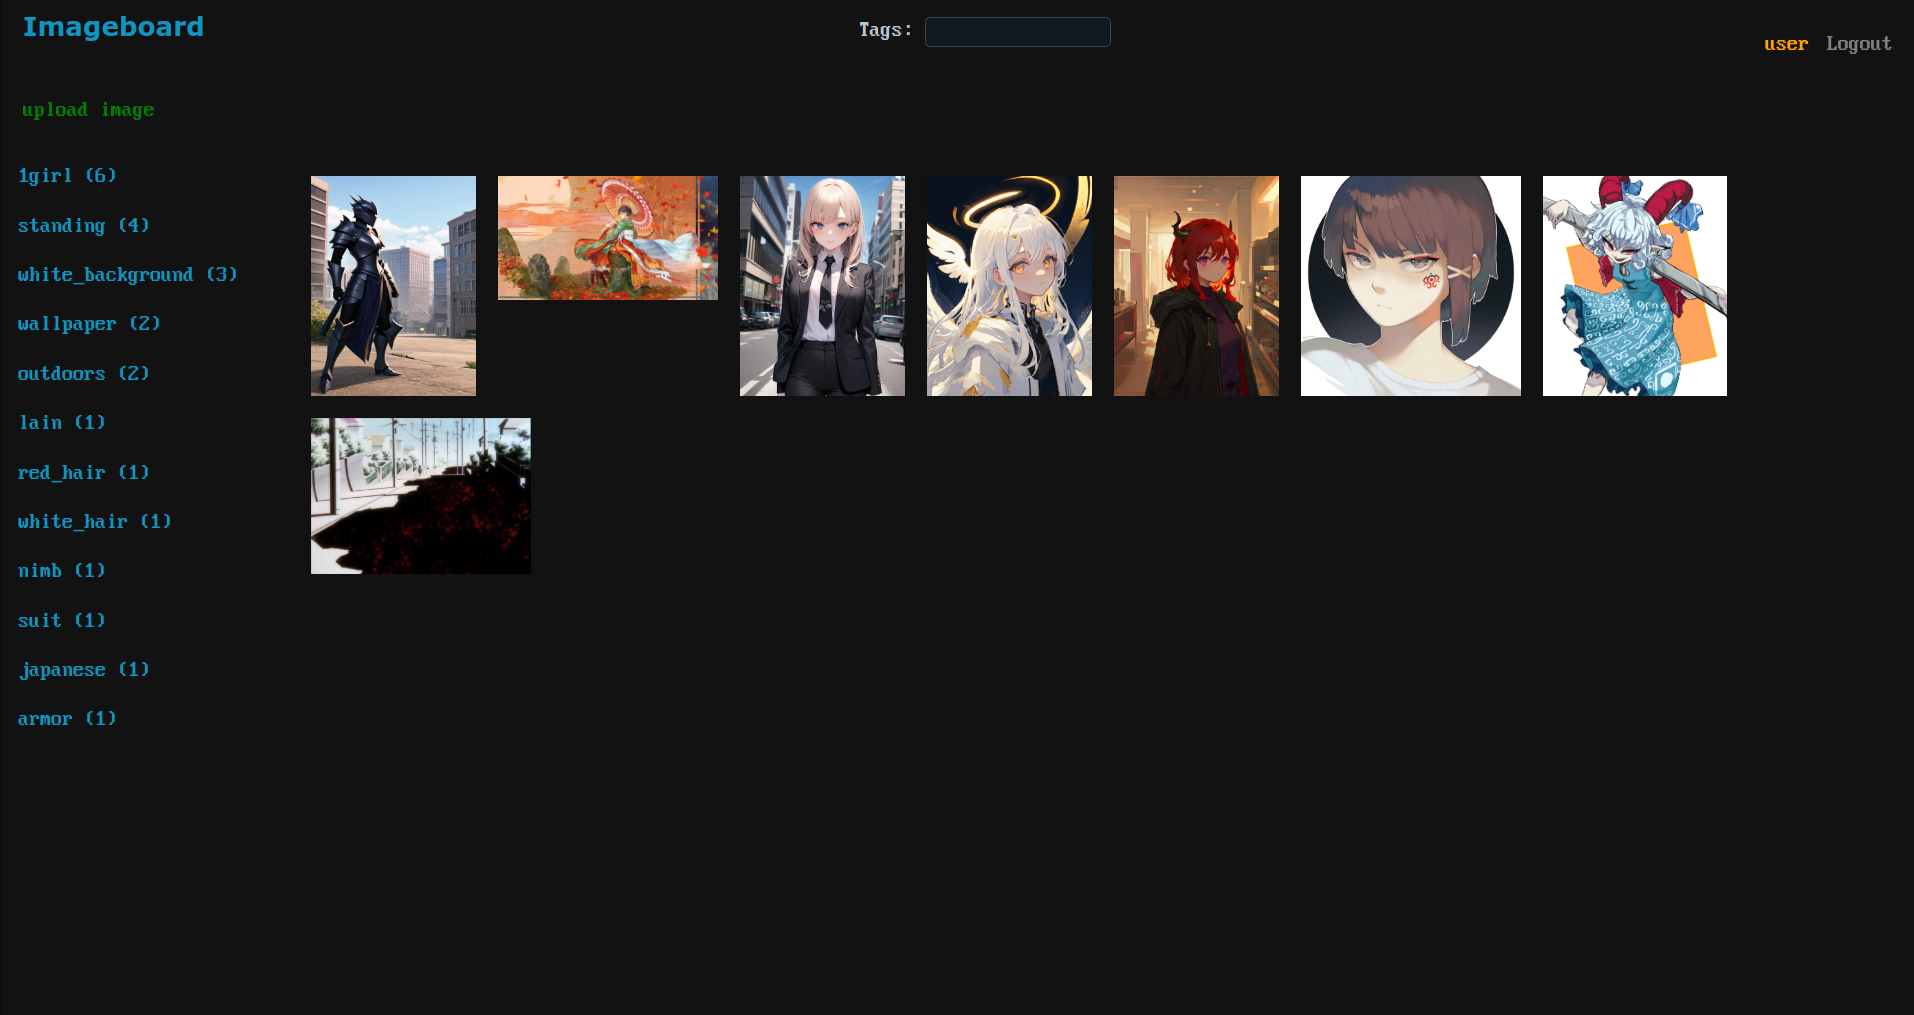 Imageboard
Tags:
user Logout
upload image
1girl (6)
standing (4)
white_background (3)
wallpaper (2)
outdoors (2)
lain (1)
red_hair (1)
white_hair (1)
nimb (1)
suit (1)
japanese (1)
armor (1)